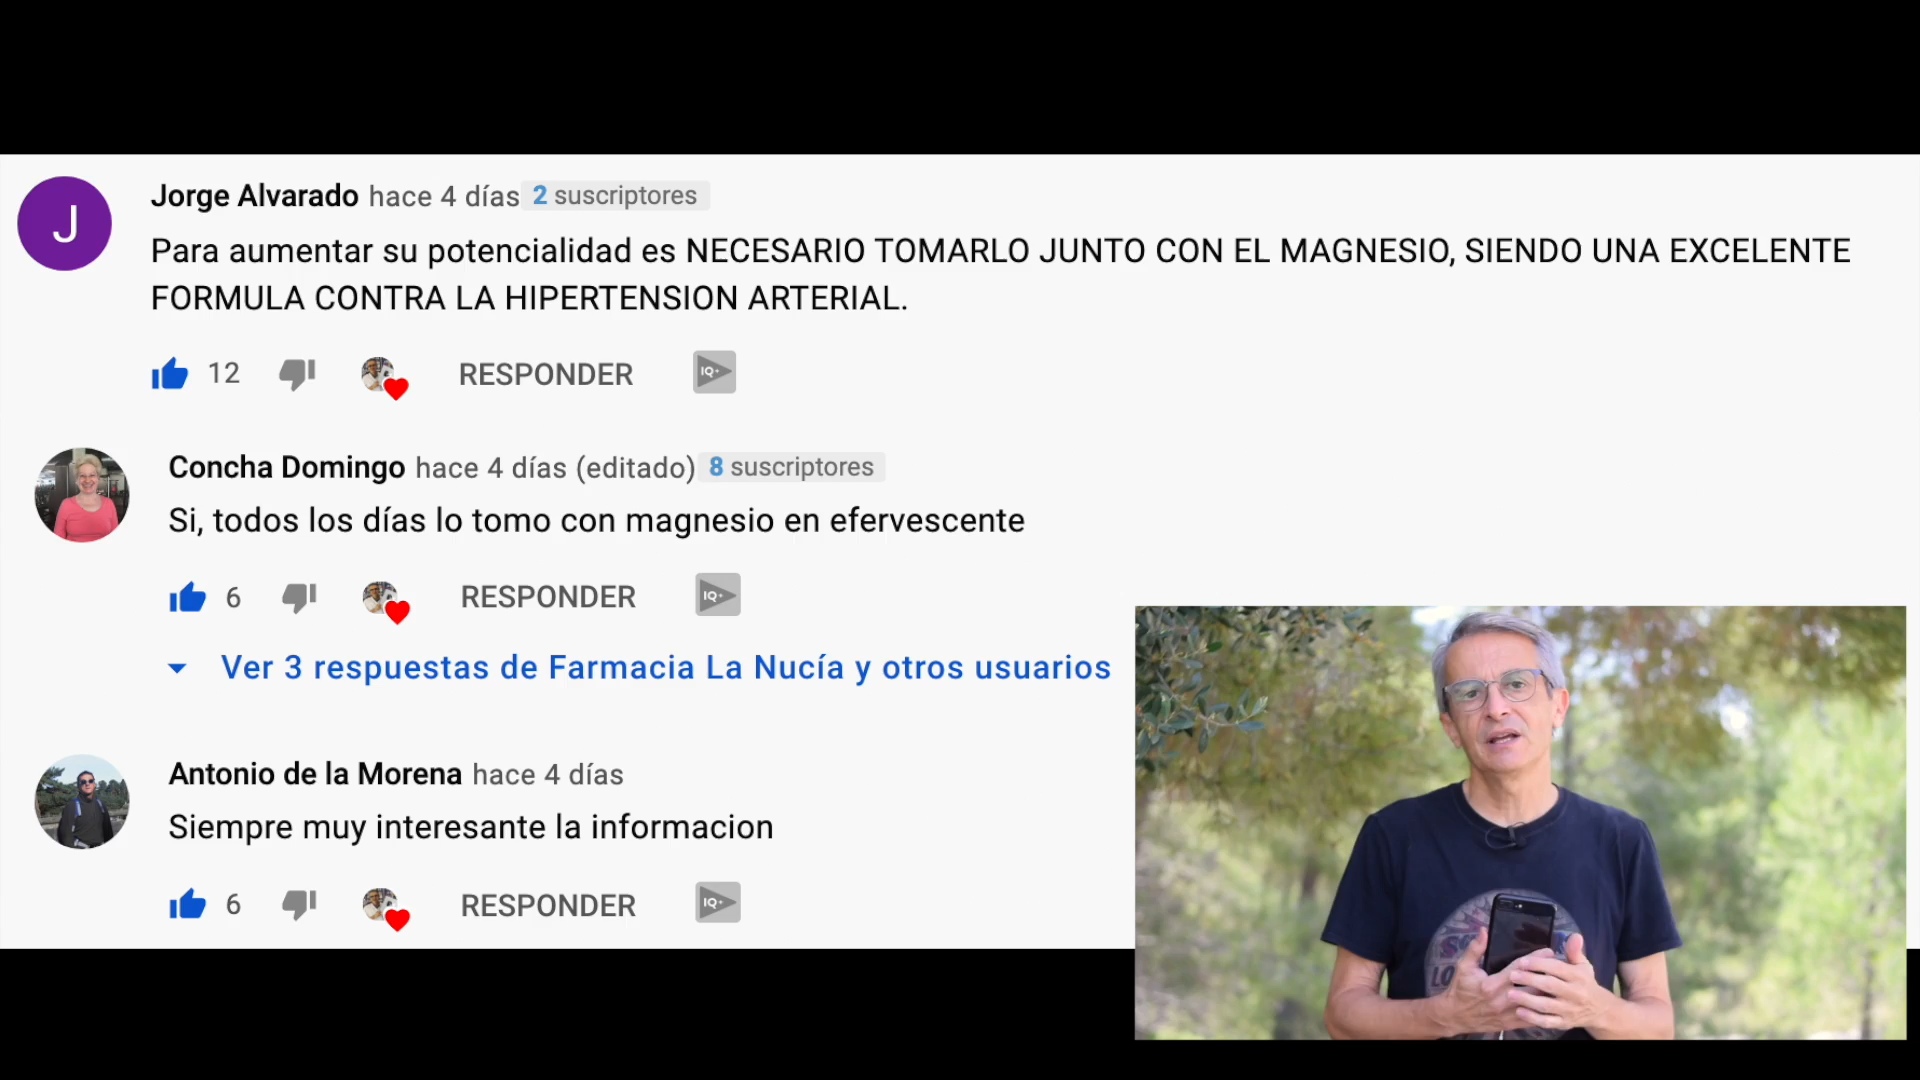 J
Jorge Alvarado hace 4 días 2 suscriptores
Para aumentar su potencialidad es NECESARIO TOMARLO JUNTO CON EL MAGNESIO, SIENDO UNA EXCELENTE
FORMULA CONTRA LA HIPERTENSION ARTERIAL.
12 RESPONDER IQ+
Concha Domingo hace 4 días (editado) 8 suscriptores
Si, todos los días lo tomo con magnesio en efervescente
6 RESPONDER IQ+
Ver 3 respuestas de Farmacia La Nucía y otros usuarios
Antonio de la Morena hace 4 días
Siempre muy interesante la informacion
6 RESPONDER IQ+